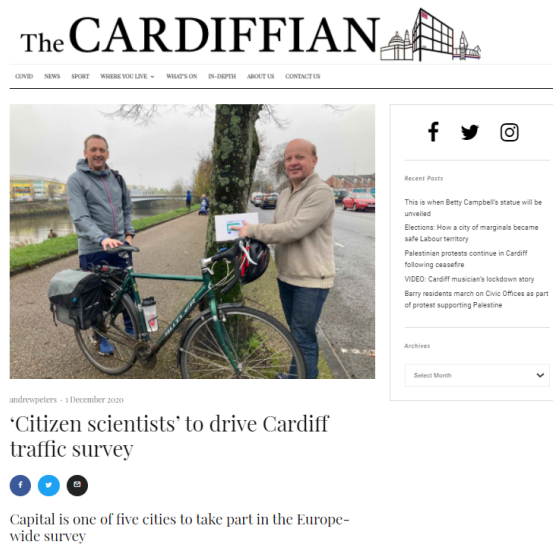 The CARDIFFIAN
COVID NEWS SPORT WHERE YOU LIVE WHAT'S ON IN-DEPTH ABOUT US CONTACT US
Recent Posts
This is when Betty Campbell's statue will be
unveiled
Elections: How a city of marginals became
safe Labour territory
Palestinian protests continue in Cardiff
following ceasefire
VIDEO: Cardiff musician's lockdown story
Barry residents march on Civic Offices as part
of protest supporting Palestine
Archives
Select Month
andrewpeters - 1 December 2020
‘Citizen scientists’ to drive Cardiff
traffic survey
Capital is one of five cities to take part in the Europe-
wide survey